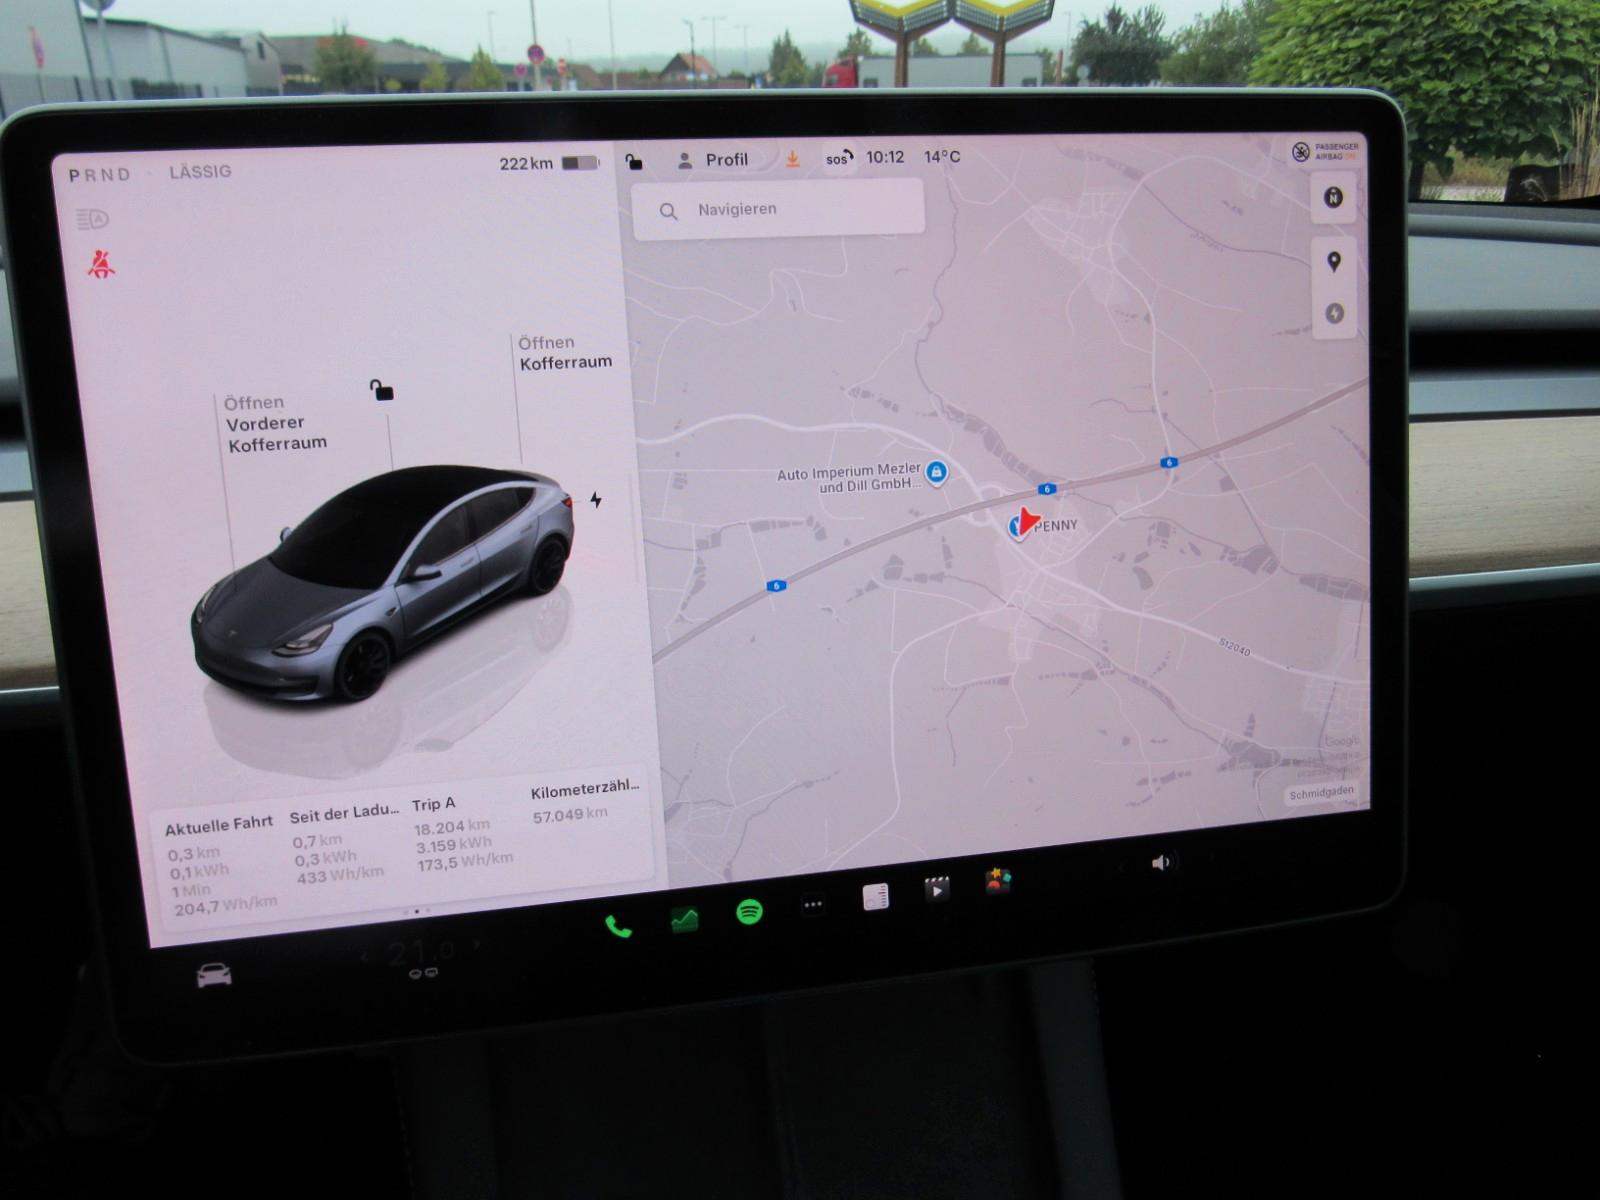 PRND · LÄSSIG
222 km
Profil
SOS
10:12
14°C
PASSENGER
AIRBAG ON
N
Navigieren
Öffnen
Kofferraum
Öffnen
Vorderer
Kofferraum
Auto Imperium Mezler
und Dill GmbH...
6
6
6
PENNY
S12040
Google
Schmidgaden
Aktuelle Fahrt
0,3 km
0,1 kWh
1 Min
204,7 Wh/km
Seit der Ladu...
0,7 km
0,3 kWh
433 Wh/km
Trip A
18.204 km
3.159 kWh
173,5 Wh/km
Kilometerzähl...
57.049 km
21.0